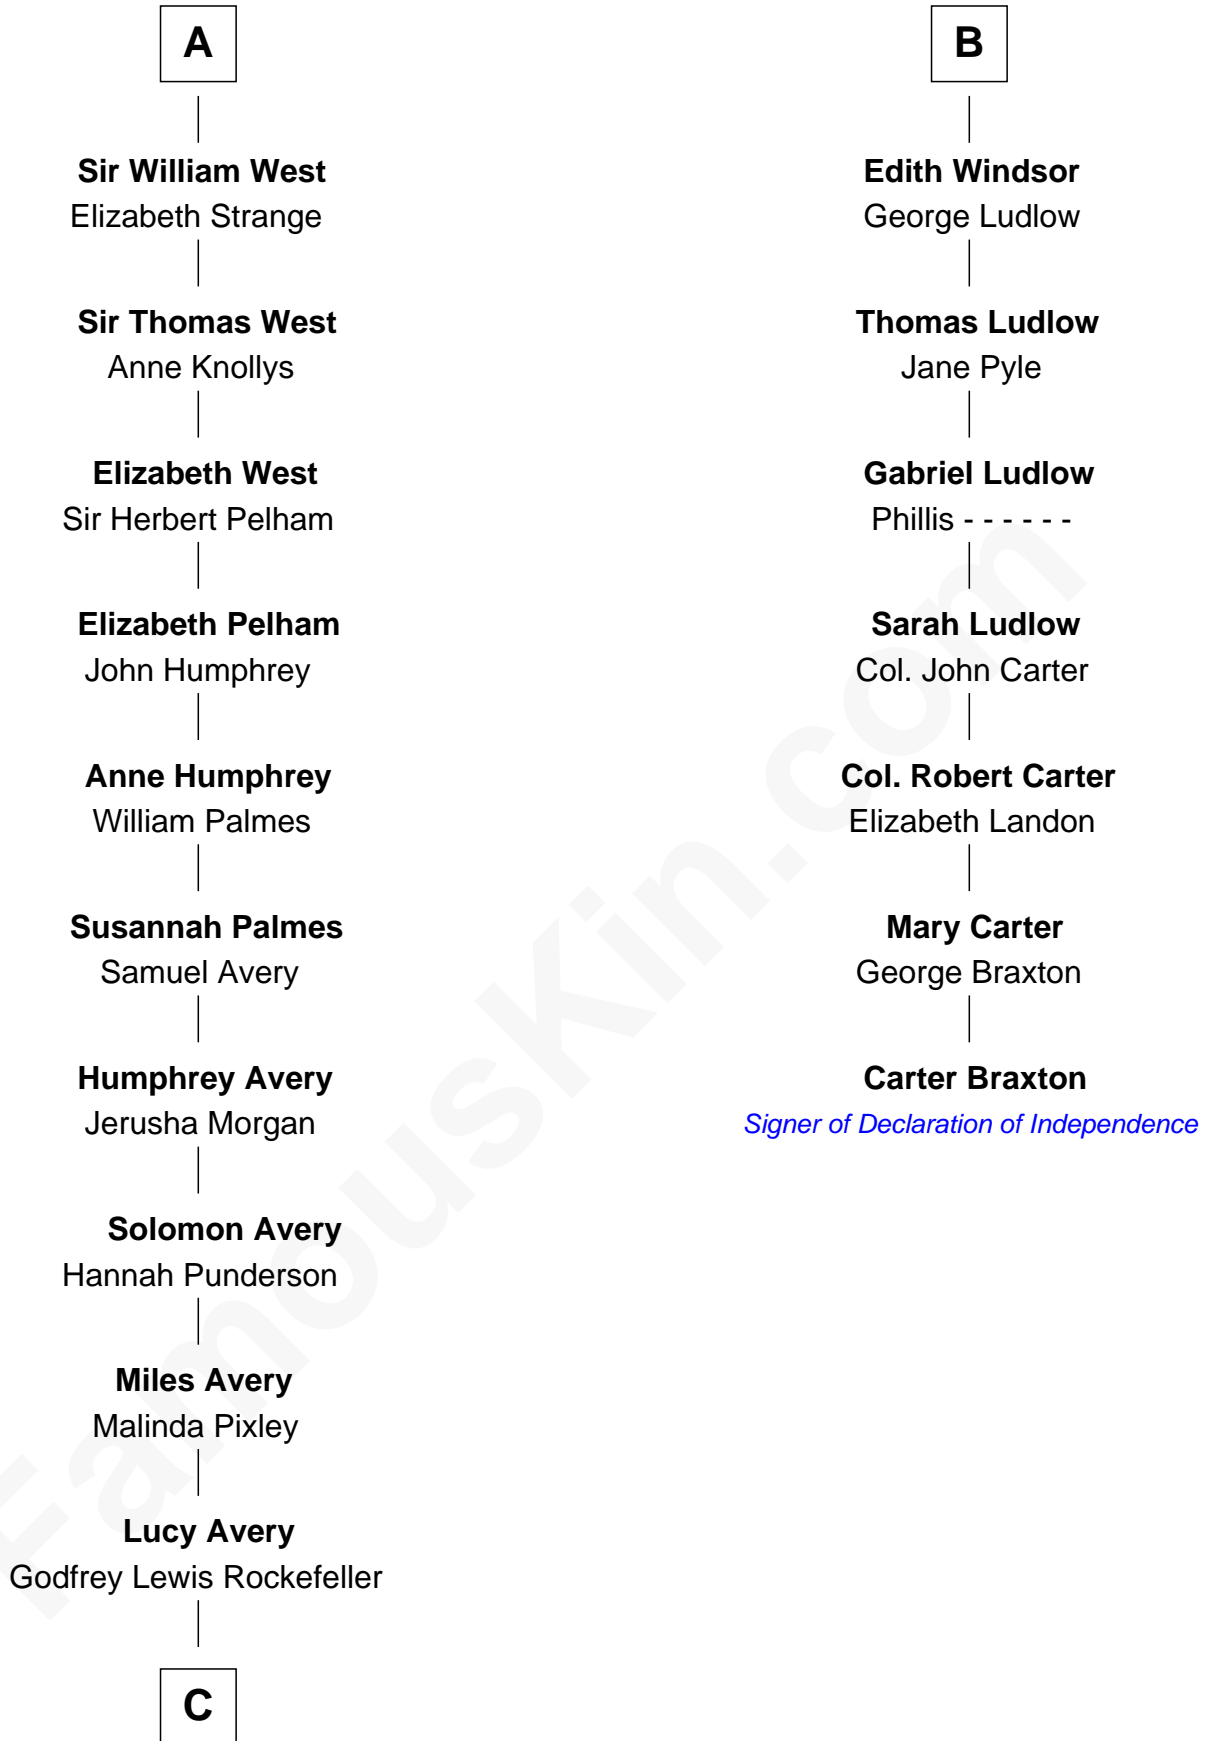 A
Sir William West
Elizabeth Strange
Sir Thomas West
Anne Knollys
Elizabeth West
Sir Herbert Pelham
Elizabeth Pelham
John Humphrey
Anne Humphrey
William Palmes
Susannah Palmes
Samuel Avery
Humphrey Avery
Jerusha Morgan
Solomon Avery
Hannah Punderson
Miles Avery
Malinda Pixley
Lucy Avery
Godfrey Lewis Rockefeller
C
B
Edith Windsor
George Ludlow
Thomas Ludlow
Jane Pyle
Gabriel Ludlow
Phillis - - - - - -
Sarah Ludlow
Col. John Carter
Col. Robert Carter
Elizabeth Landon
Mary Carter
George Braxton
Carter Braxton
Signer of Declaration of Independence
FamousKin.com